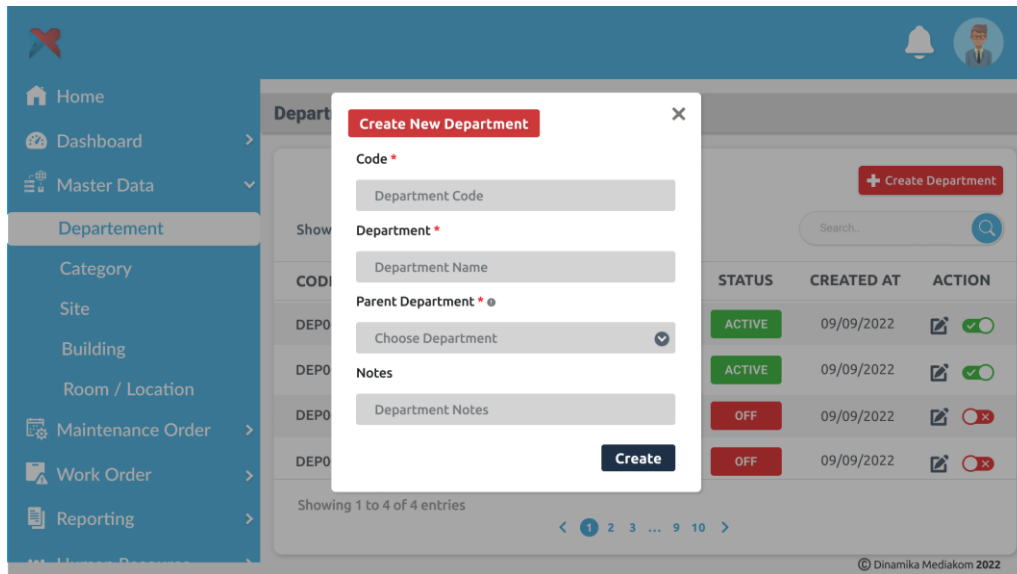 Home
Dashboard
Master Data
Departement
Category
Site
Building
Room / Location
Maintenance Order
Work Order
Reporting
Depart
Create Department
Show
Search..
CODE STATUS CREATED AT ACTION
DEP0 ACTIVE 09/09/2022
DEP0 ACTIVE 09/09/2022
DEP0 OFF 09/09/2022
DEP0 OFF 09/09/2022
Showing 1 to 4 of 4 entries
1 2 3 ... 9 10
© Dinamika Mediakom 2022
Create New Department
Code *
Department Code
Department *
Department Name
Parent Department *
Choose Department
Notes
Department Notes
Create